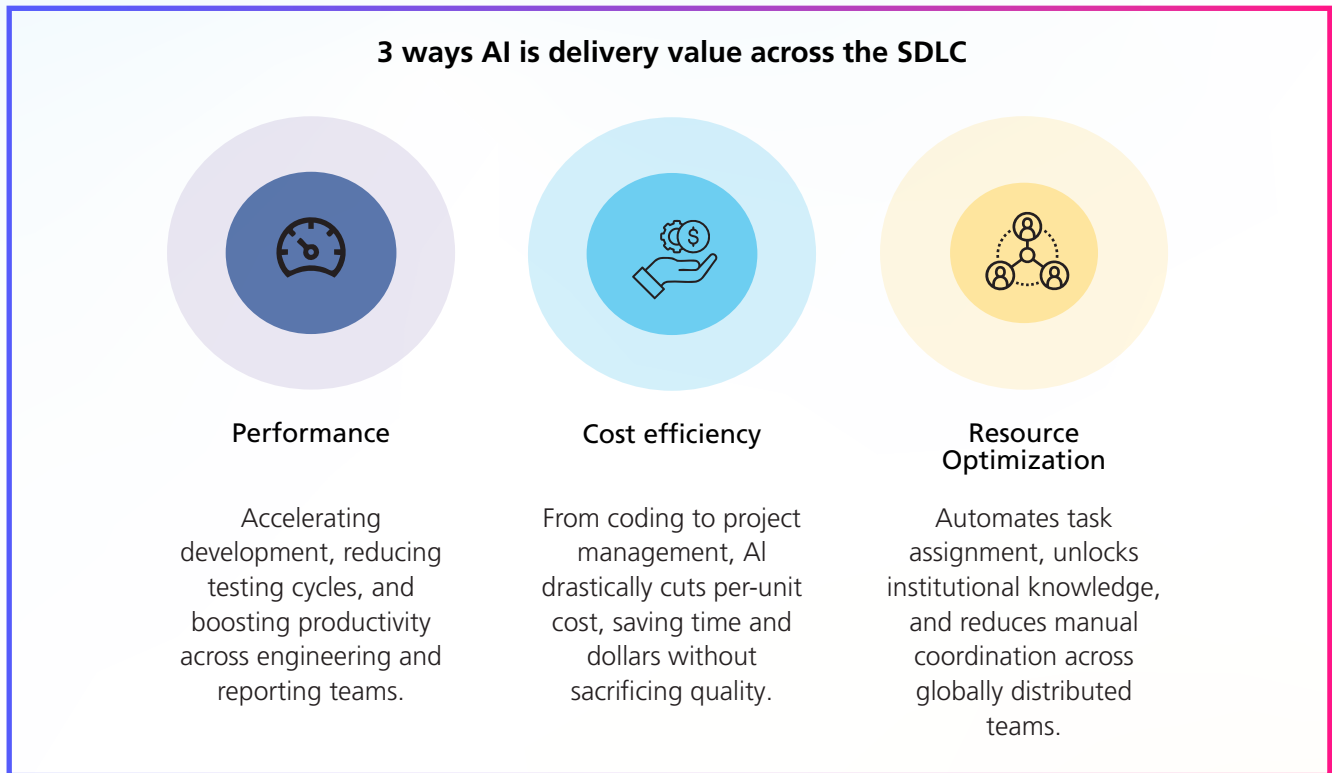 3 ways AI is delivery value across the SDLC
$
Performance
Accelerating
development, reducing
testing cycles, and
boosting productivity
across engineering and
reporting teams.
Cost efficiency
From coding to project
management, AI
drastically cuts per-unit
cost, saving time and
dollars without
sacrificing quality.
Resource
Optimization
Automates task
assignment, unlocks
institutional knowledge,
and reduces manual
coordination across
globally distributed
teams.